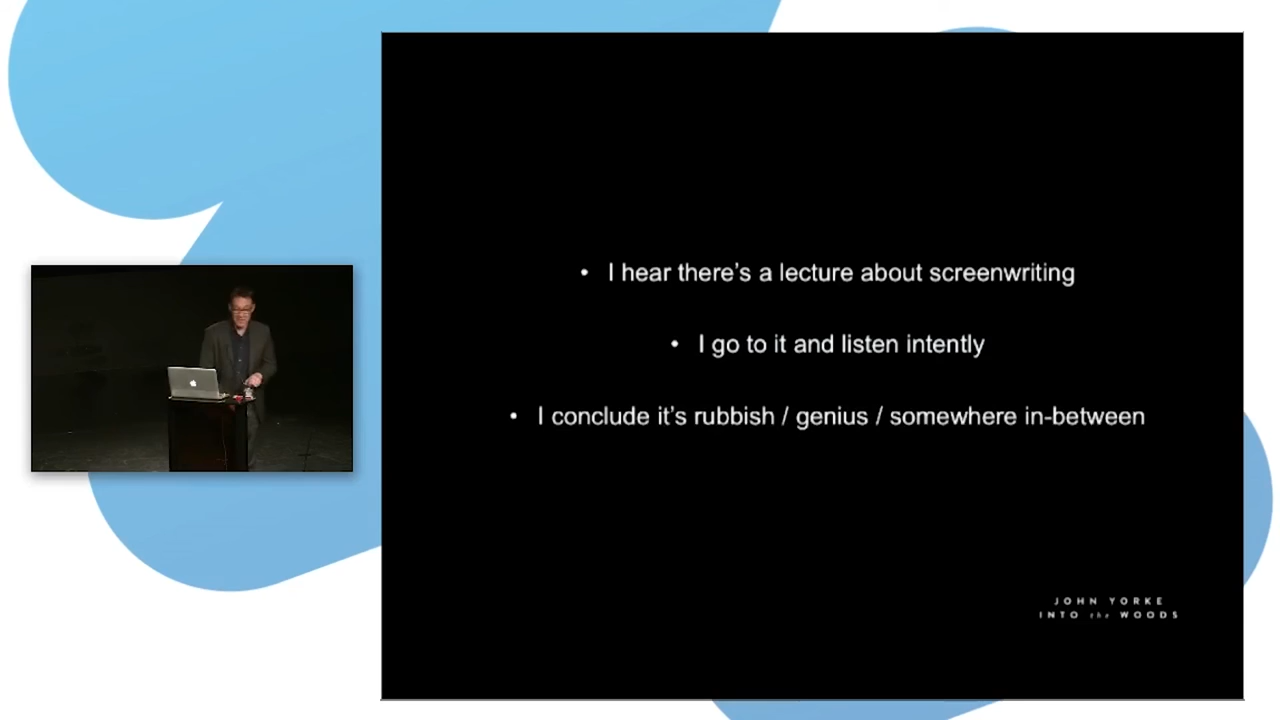 • I hear there's a lecture about screenwriting
• I go to it and listen intently
• I conclude it's rubbish / genius / somewhere in-between
JOHN YORKE
INTO the WOODS